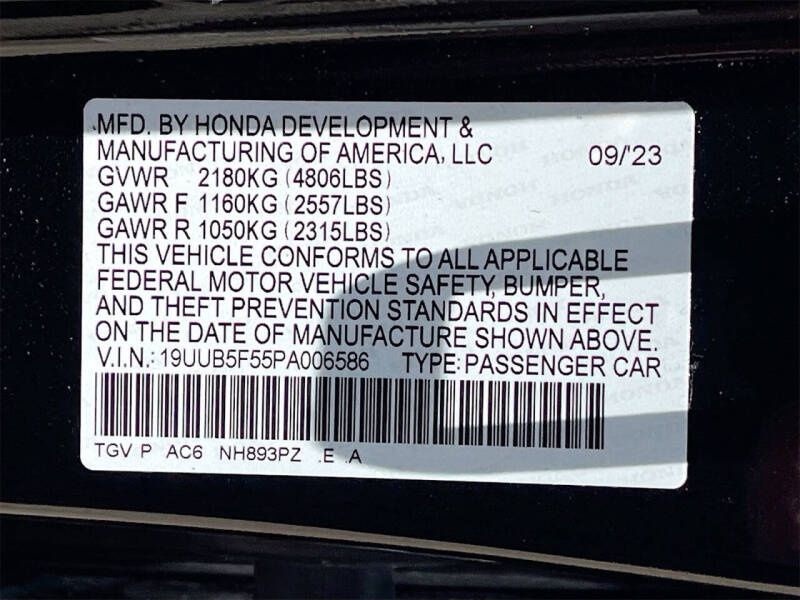 MFD. BY HONDA DEVELOPMENT &
MANUFACTURING OF AMERICA, LLC 09/'23
GVWR 2180KG (4806LBS)
GAWR F 1160KG (2557LBS)
GAWR R 1050KG (2315LBS)
THIS VEHICLE CONFORMS TO ALL APPLICABLE
FEDERAL MOTOR VEHICLE SAFETY, BUMPER,
AND THEFT PREVENTION STANDARDS IN EFFECT
ON THE DATE OF MANUFACTURE SHOWN ABOVE.
V.I.N.: 19UUB5F55PA006586 TYPE: PASSENGER CAR
TGV P AC6 NH893PZ .E .A